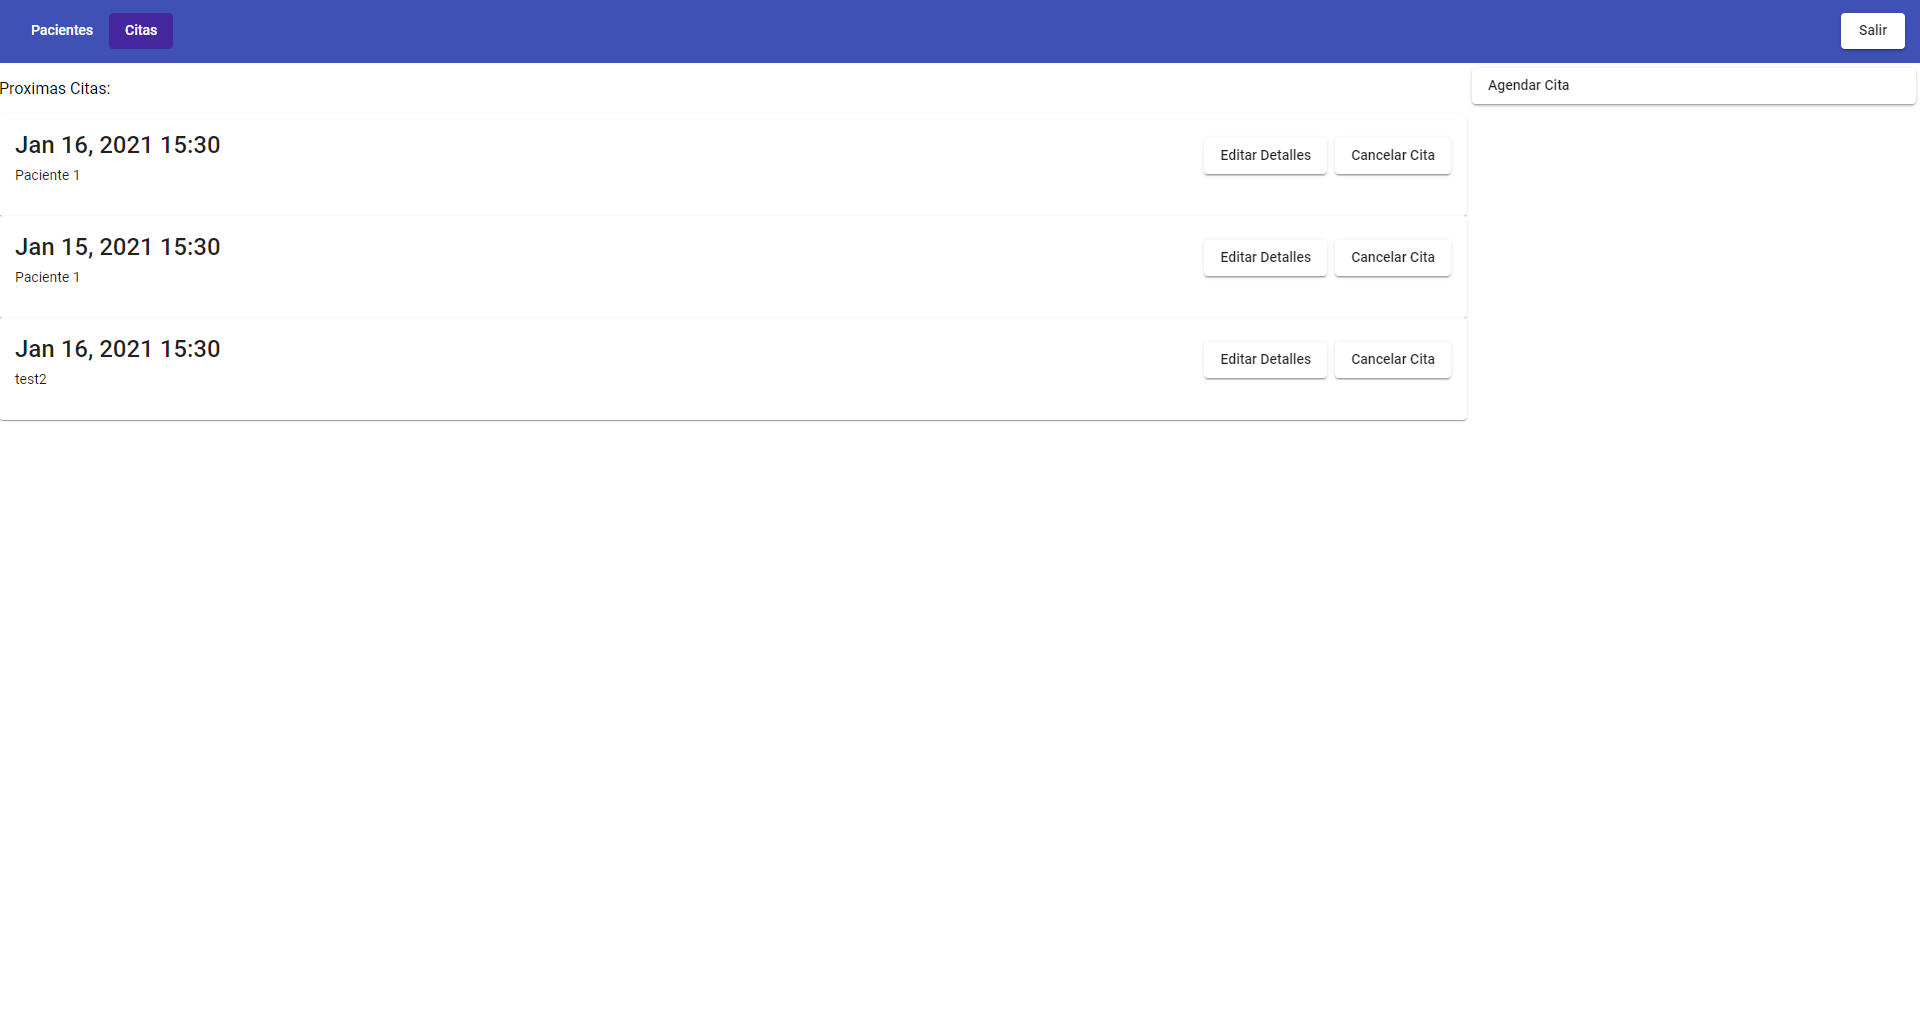 Pacientes Citas Salir
Proximas Citas:
Agendar Cita
Jan 16, 2021 15:30
Paciente 1
Editar Detalles Cancelar Cita
Jan 15, 2021 15:30
Paciente 1
Editar Detalles Cancelar Cita
Jan 16, 2021 15:30
test2
Editar Detalles Cancelar Cita